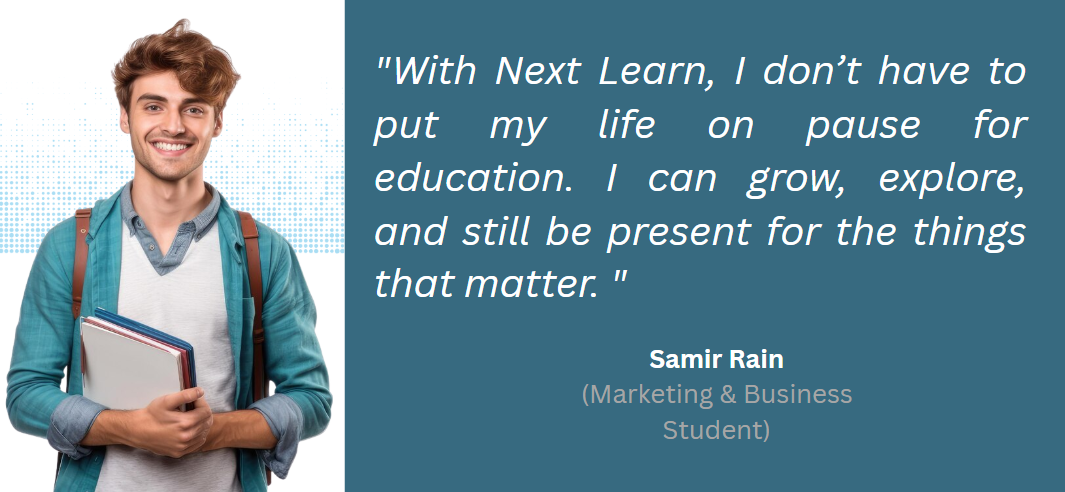 "With Next Learn, I don’t have to
put my life on pause for
education. I can grow, explore,
and still be present for the things
that matter. "
Samir Rain
(Marketing & Business
Student)